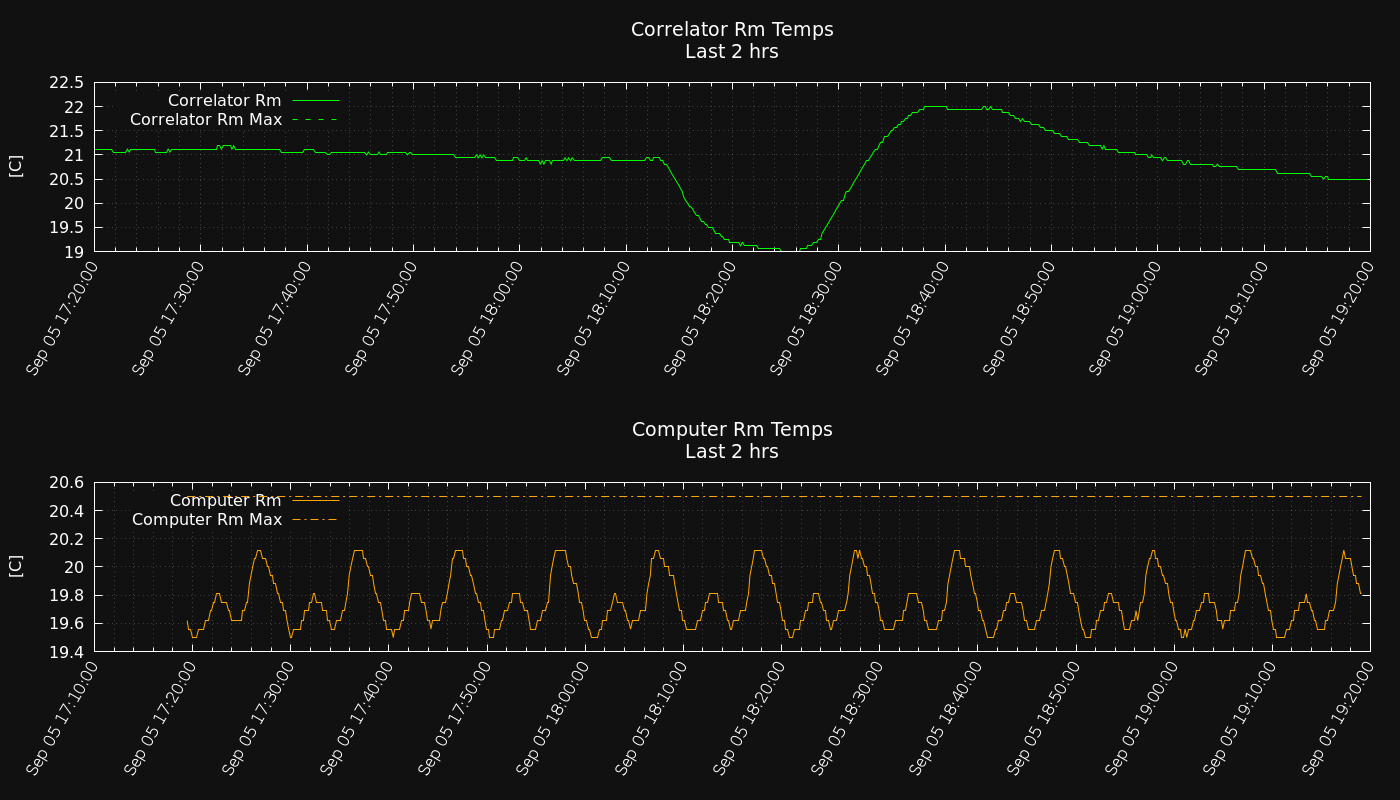 Correlator Rm Temps
Last 2 hrs
[C]
22.5
22
21.5
21
20.5
20
19.5
19
Correlator Rm
Correlator Rm Max
Sep 05 17:20:00
Sep 05 17:30:00
Sep 05 17:40:00
Sep 05 17:50:00
Sep 05 18:00:00
Sep 05 18:10:00
Sep 05 18:20:00
Sep 05 18:30:00
Sep 05 18:40:00
Sep 05 18:50:00
Sep 05 19:00:00
Sep 05 19:10:00
Sep 05 19:20:00
Computer Rm Temps
Last 2 hrs
[C]
20.6
20.4
20.2
20
19.8
19.6
19.4
Computer Rm
Computer Rm Max
Sep 05 17:10:00
Sep 05 17:20:00
Sep 05 17:30:00
Sep 05 17:40:00
Sep 05 17:50:00
Sep 05 18:00:00
Sep 05 18:10:00
Sep 05 18:20:00
Sep 05 18:30:00
Sep 05 18:40:00
Sep 05 18:50:00
Sep 05 19:00:00
Sep 05 19:10:00
Sep 05 19:20:00